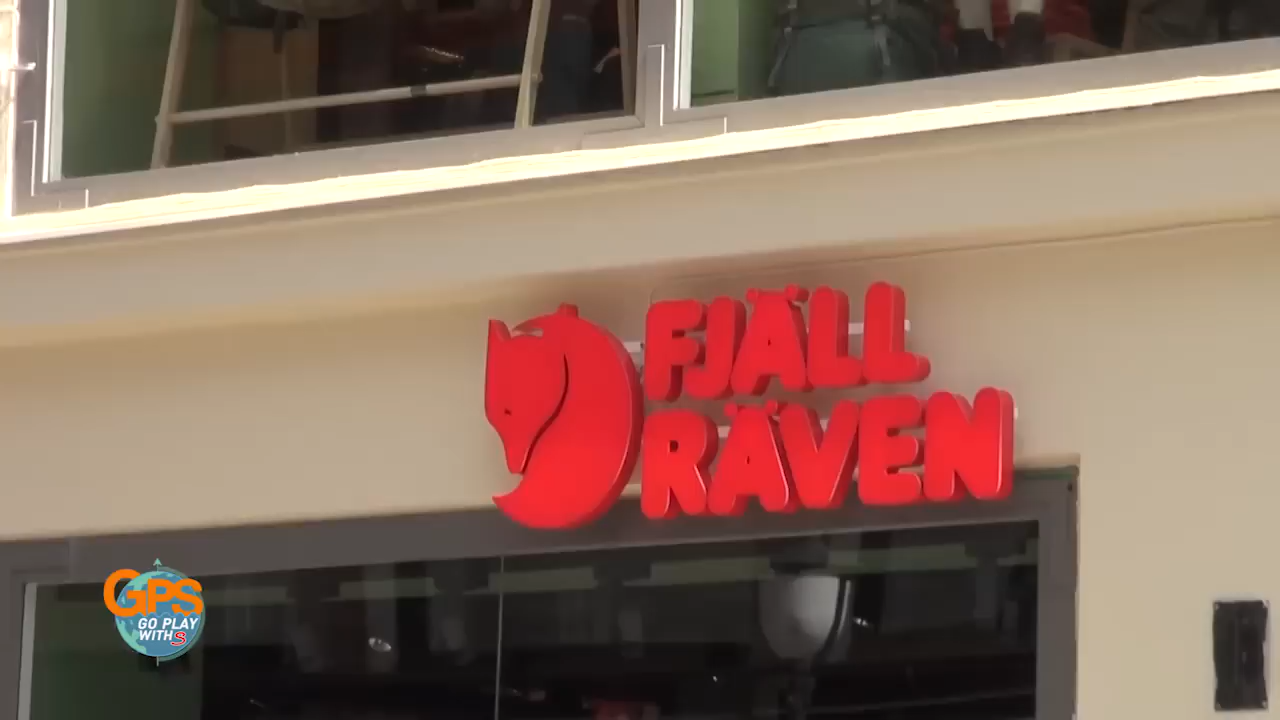 FJÄLL
RÄVEN
GPS
GO PLAY
WITH S